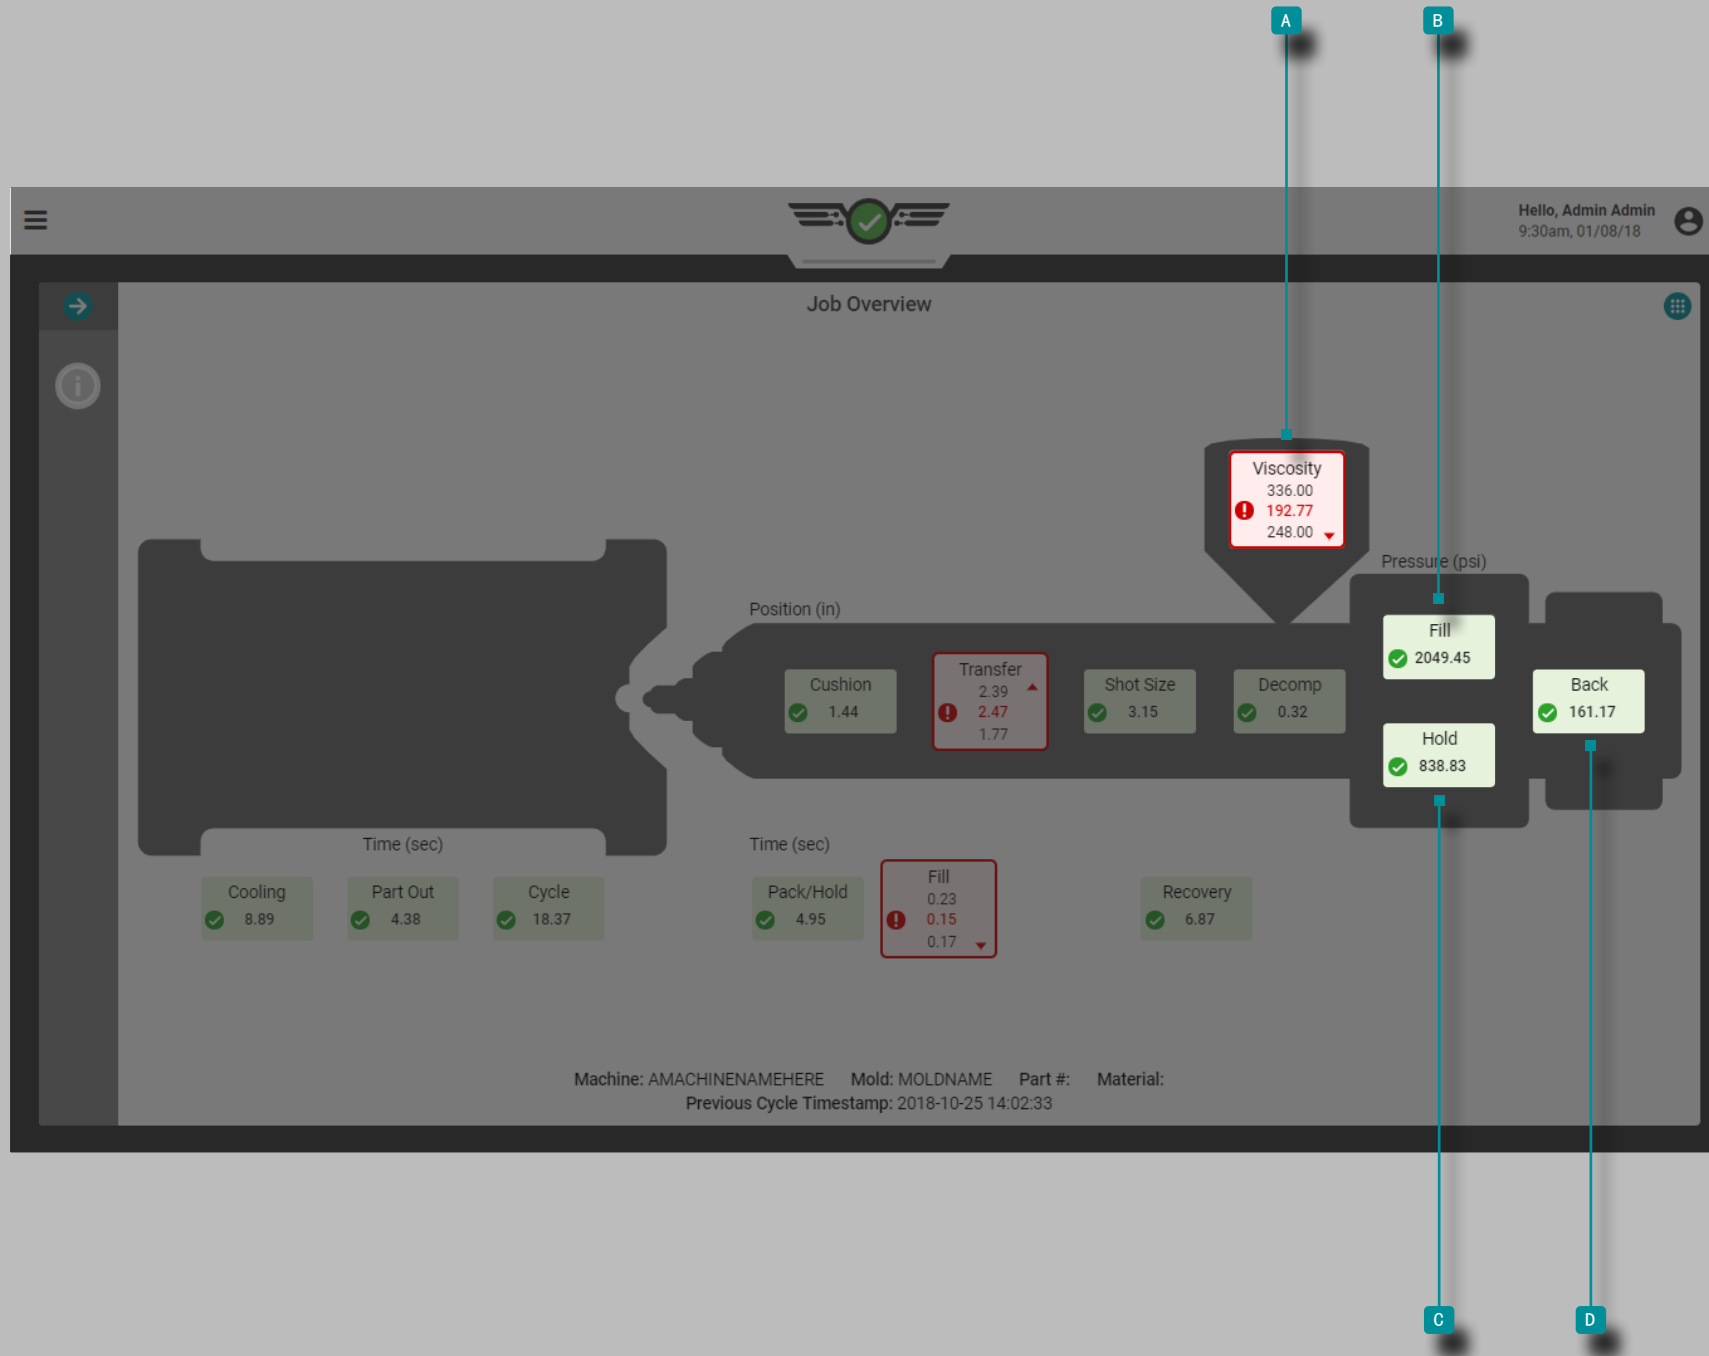 A
B
Hello, Admin Admin
9:30am, 01/08/18
Job Overview
Viscosity
336.00
192.77
248.00
Pressure (psi)
Position (in)
Fill
2049.45
Transfer
2.39
2.47
1.77
Cushion
1.44
Shot Size
3.15
Decomp
0.32
Back
161.17
Hold
838.83
Time (sec)
Time (sec)
Cooling
8.89
Part Out
4.38
Cycle
18.37
Pack/Hold
4.95
Fill
0.23
0.15
0.17
Recovery
6.87
Machine: AMACHINENAMEHERE Mold: MOLDNAME Part #: Material:
Previous Cycle Timestamp: 2018-10-25 14:02:33
C
D